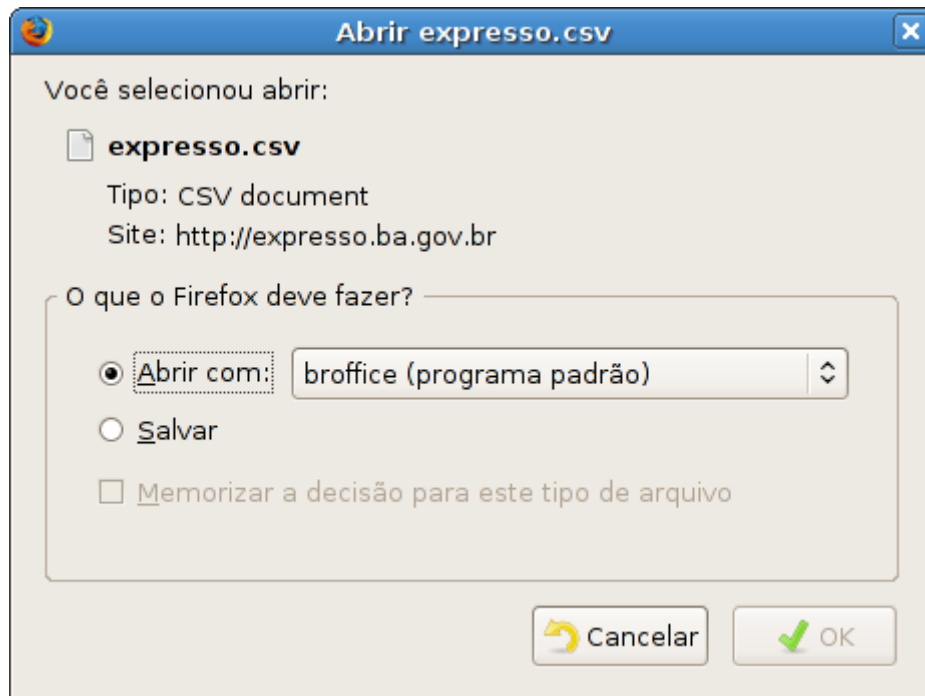 Abrir expresso.csv
Você selecionou abrir:
expresso.csv
Tipo: CSV document
Site: http://expresso.ba.gov.br
O que o Firefox deve fazer?
Abrir com: broffice (programa padrão)
Salvar
Memorizar a decisão para este tipo de arquivo
Cancelar OK